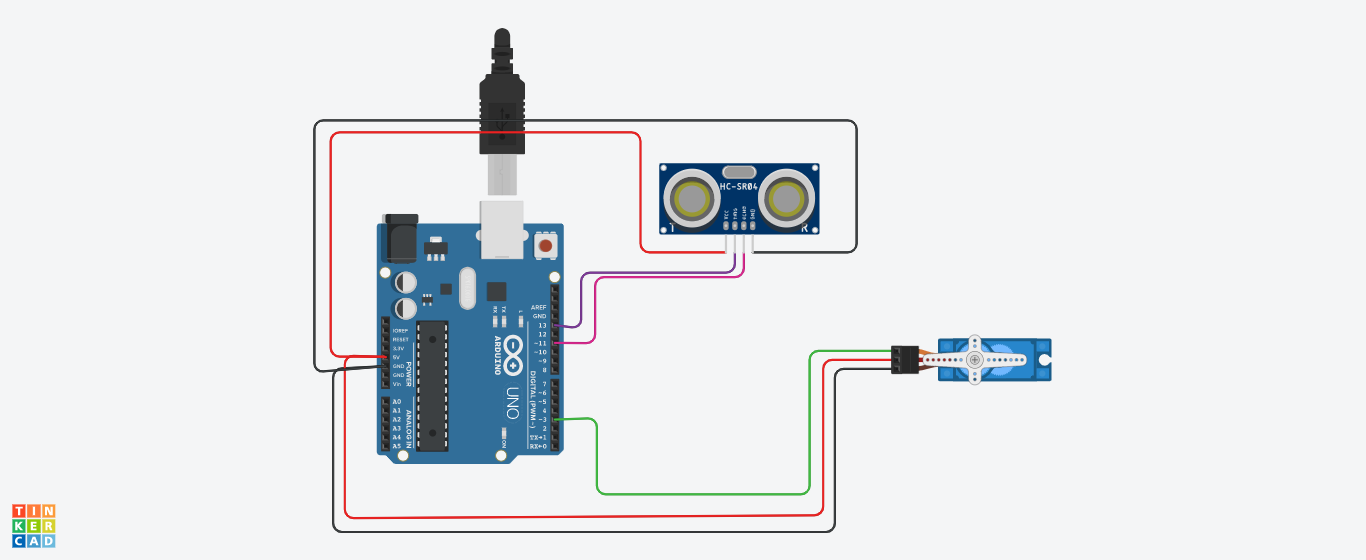 HC-SR04
VCC
TRIG
ECHO
GND
T
R
RX
TX
L
AREF
GND
13
12
~11
~10
~9
8
7
~6
~5
4
~3
2
TX→1
RX←0
DIGITAL (PWM~)
IOREF
RESET
3.3V
5V
GND
GND
Vin
POWER
A0
A1
A2
A3
A4
A5
ANALOG IN
ARDUINO
UNO
ON
TIN
KER
CAD